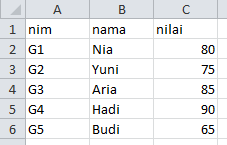 A B C
1 nim nama nilai
2 G1 Nia 80
3 G2 Yuni 75
4 G3 Aria 85
5 G4 Hadi 90
6 G5 Budi 65